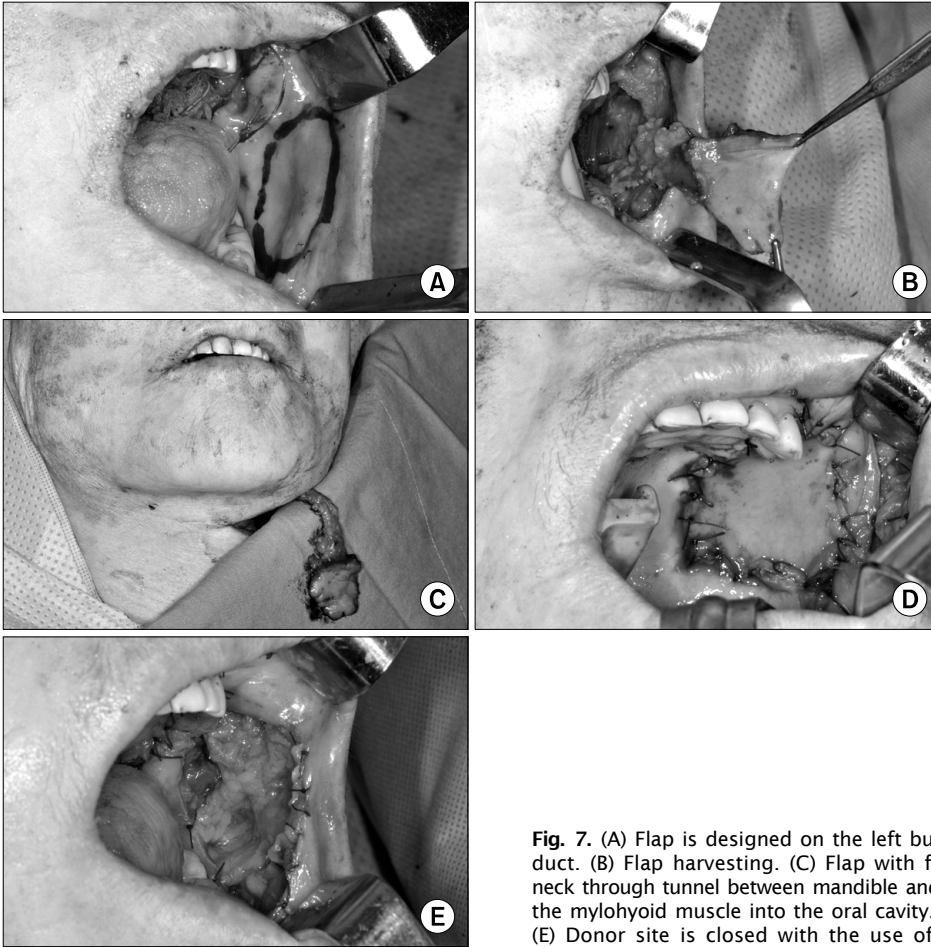 A
B
C
D
E
Fig. 7. (A) Flap is designed on the left bu
duct. (B) Flap harvesting. (C) Flap with f
neck through tunnel between mandible and
the mylohyoid muscle into the oral cavity.
(E) Donor site is closed with the use of